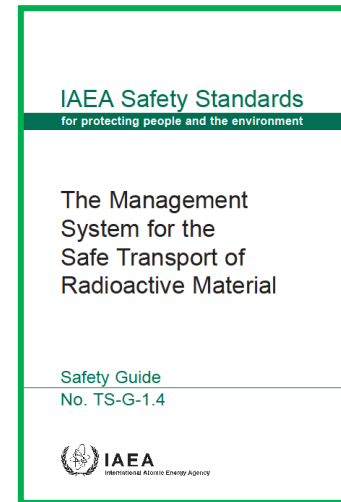 IAEA Safety Standards
for protecting people and the environment
The Management
System for the
Safe Transport of
Radioactive Material
Safety Guide
No. TS-G-1.4
IAEA
International Atomic Energy Agency